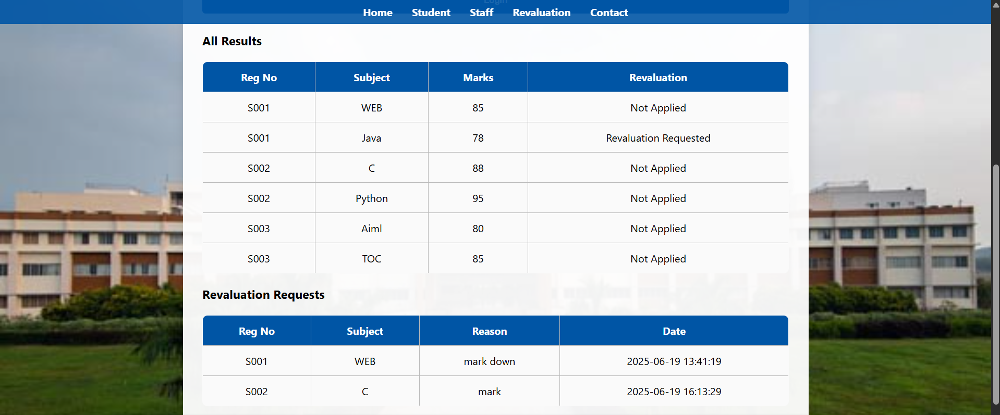 Login
Home Student Staff Revaluation Contact
All Results
Reg No Subject Marks Revaluation
S001 WEB 85 Not Applied
S001 Java 78 Revaluation Requested
S002 C 88 Not Applied
S002 Python 95 Not Applied
S003 Aiml 80 Not Applied
S003 TOC 85 Not Applied
Revaluation Requests
Reg No Subject Reason Date
S001 WEB mark down 2025-06-19 13:41:19
S002 C mark 2025-06-19 16:13:29